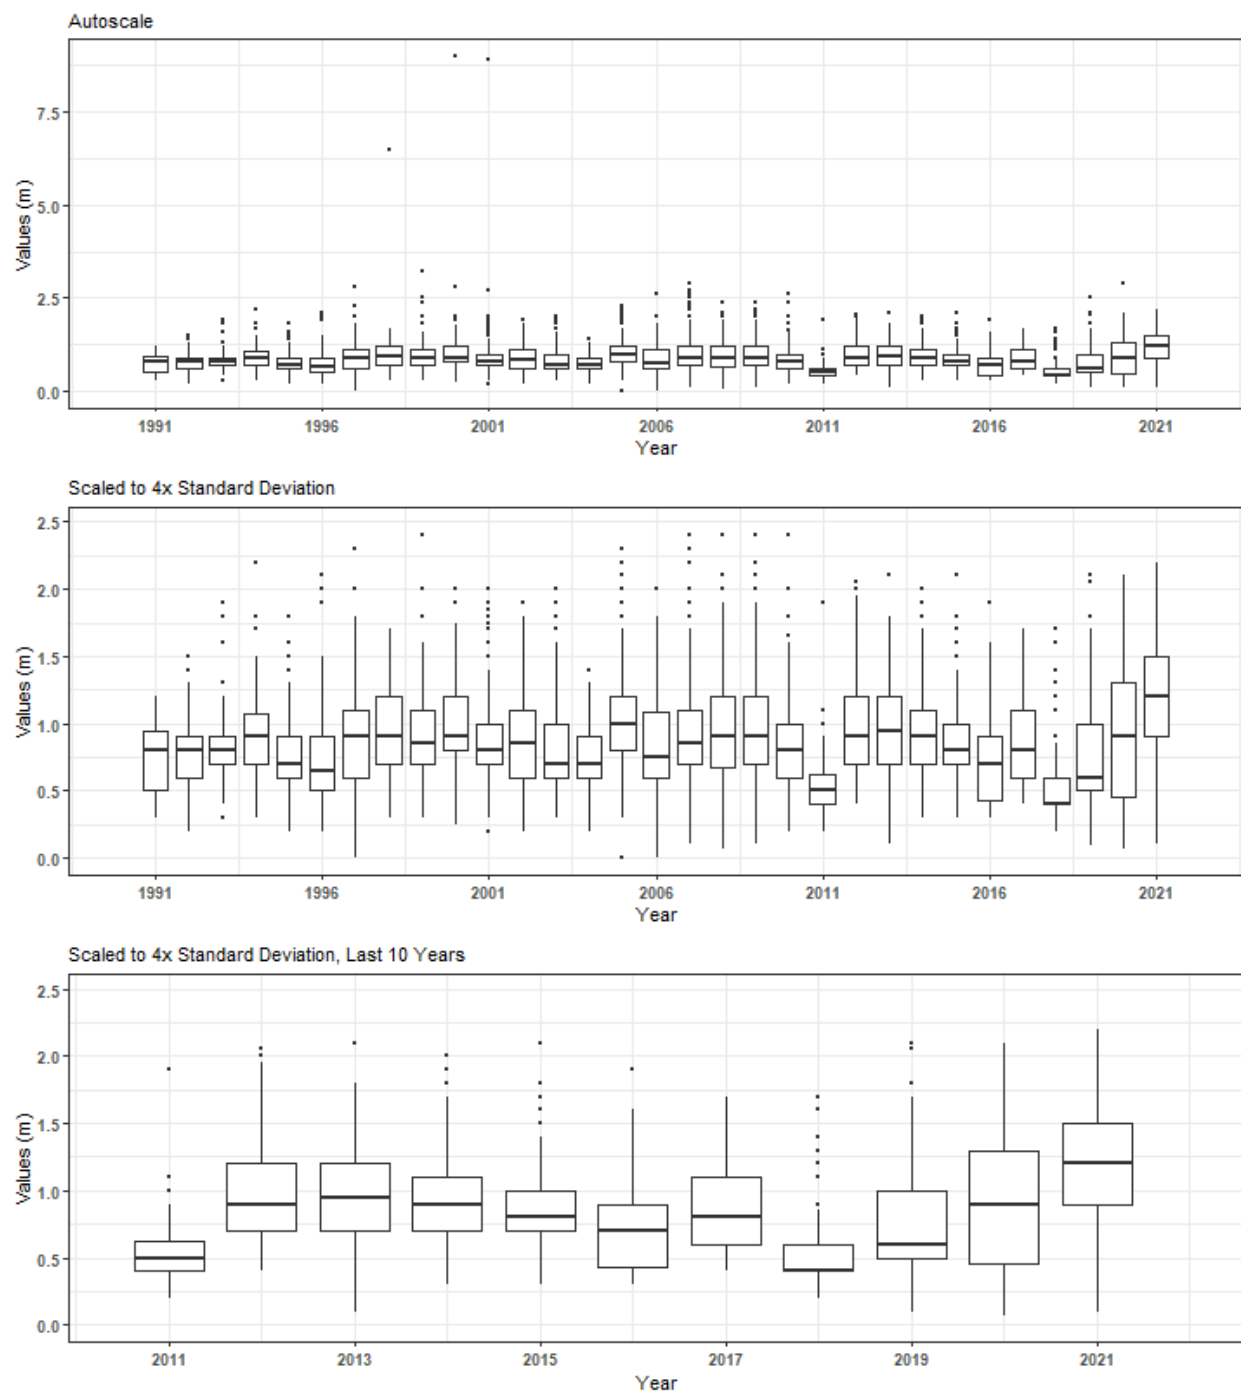 Autoscale
7.5
5.0
2.5
0.0
Values (m)
1991 1996 2001 2006 2011 2016 2021
Year
Scaled to 4x Standard Deviation
2.5
2.0
1.5
1.0
0.5
0.0
Values (m)
1991 1996 2001 2006 2011 2016 2021
Year
Scaled to 4x Standard Deviation, Last 10 Years
2.5
2.0
1.5
1.0
0.5
0.0
Values (m)
2011 2013 2015 2017 2019 2021
Year